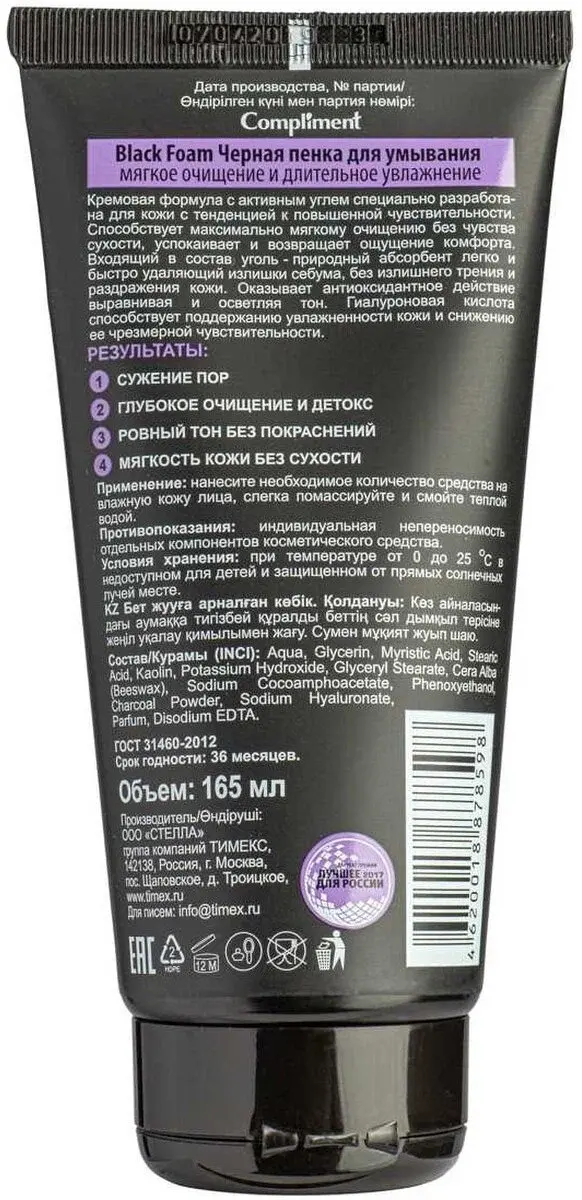 Дата производства, № партии/
Өндірілген күні мен партия нөмірі:
Compliment
Black Foam Черная пенка для умывания
мягкое очищение и длительное увлажнение
Кремовая формула с активным углем специально разработа-
на для кожи с тенденцией к повышенной чувствительности.
Способствует максимально мягкому очищению без чувства
сухости, успокаивает и возвращает ощущение комфорта.
Входящий в состав уголь - природный абсорбент легко и
быстро удаляющий излишки себума, без излишнего трения и
раздражения кожи. Оказывает антиоксидантное действие
выравнивая и осветляя тон. Гиалуроновая кислота
способствует поддержанию увлажненности кожи и снижению
ее чрезмерной чувствительности.
РЕЗУЛЬТАТЫ:
1 СУЖЕНИЕ ПОР
2 ГЛУБОКОЕ ОЧИЩЕНИЕ И ДЕТОКС
3 РОВНЫЙ ТОН БЕЗ ПОКРАСНЕНИЙ
4 МЯГКОСТЬ КОЖИ БЕЗ СУХОСТИ
Применение: нанесите необходимое количество средства на
влажную кожу лица, слегка помассируйте и смойте теплой
водой.
Противопоказания: индивидуальная непереносимость
отдельных компонентов косметического средства.
Условия хранения: при температуре от 0 до 25 °С в
недоступном для детей и защищенном от прямых солнечных
лучей месте.
KZ Бет жууға арналған көбік. Қолдануы: Көз айналасын-
дағы аумаққа тигізбей құралды беттің сәл дымқыл терісіне
жеңіл уқалау қимылымен жағу. Сумен мұқият жуып шаю.
Состав/Курамы (INCI): Aqua, Glycerin, Myristic Acid, Stearic
Acid, Kaolin, Potassium Hydroxide, Glyceryl Stearate, Cera Alba
(Beeswax), Sodium Cocoamphoacetate, Phenoxyethanol,
Charcoal Powder, Sodium Hyaluronate,
Parfum, Disodium EDTA.
ГОСТ 31460-2012
Срок годности: 36 месяцев.
Объем: 165 мл
Производитель/Өндіруші:
ООО «СТЕЛЛА»
группа компаний ТИМЕКС,
142138, Россия, г. Москва,
пос. Щаповское, д. Троицкое,
www.timex.ru
Для писем: info@timex.ru
ЛУЧШЕЕ 2017
ДЛЯ РОССИИ
4620018878598
EAC
2
HDPE
12 M